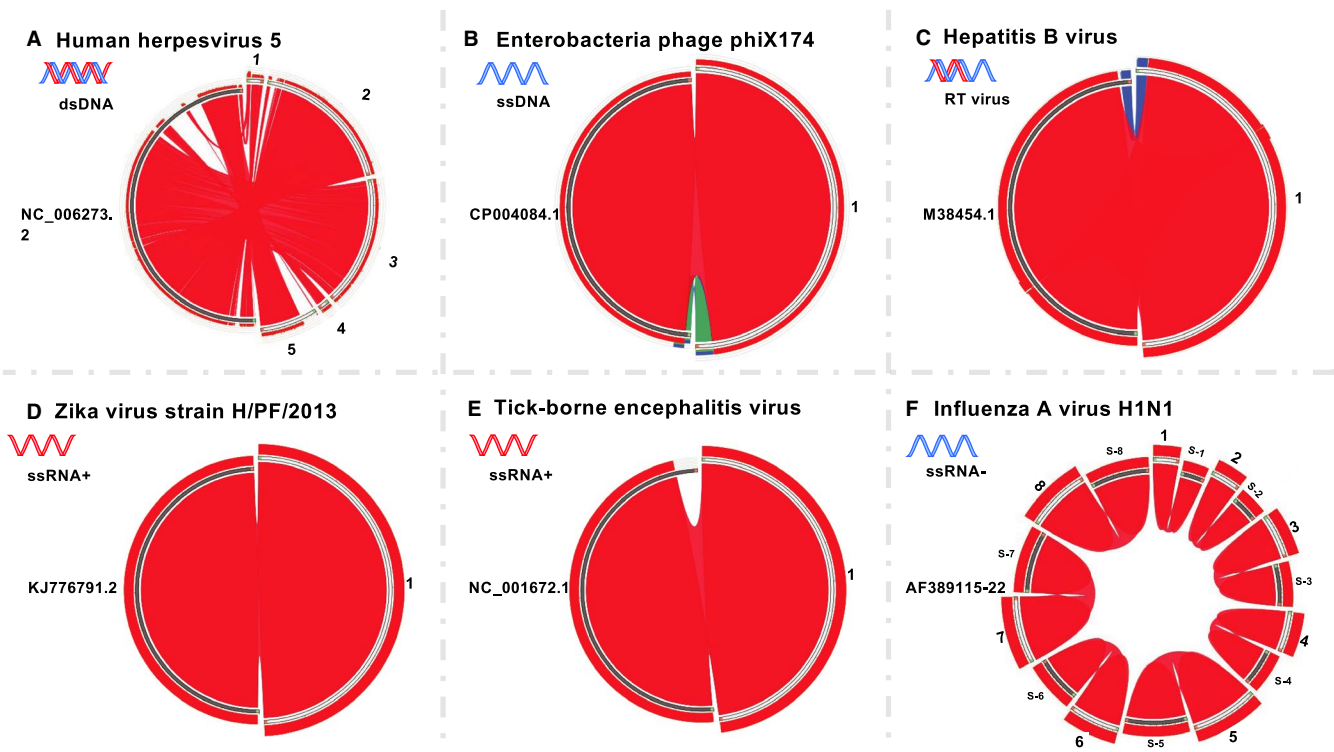 A Human herpesvirus 5
dsDNA
1
2
NC_006273.
2
3
4
5
B Enterobacteria phage phiX174
ssDNA
CP004084.1
1
C Hepatitis B virus
RT virus
M38454.1
1
D Zika virus strain H/PF/2013
ssRNA+
KJ776791.2
1
E Tick-borne encephalitis virus
ssRNA+
NC_001672.1
1
F Influenza A virus H1N1
ssRNA-
AF389115-22
1
S-1
2
S-2
3
S-3
4
S-4
5
S-5
6
S-6
7
S-7
8
S-8